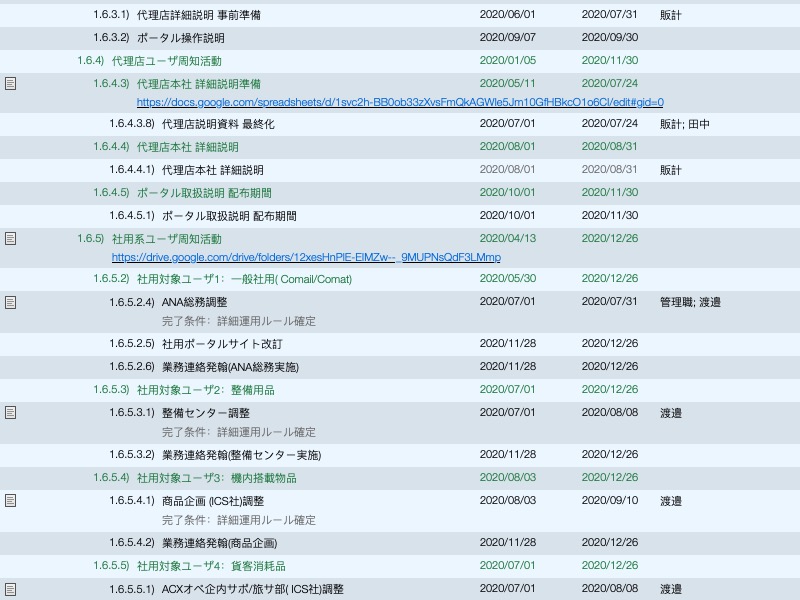 1.6.3.1) 代理店詳細説明 事前準備 2020/06/01 2020/07/31 販計
1.6.3.2) ポータル操作説明 2020/09/07 2020/09/30
1.6.4) 代理店ユーザ周知活動 2020/01/05 2020/11/30
1.6.4.3) 代理店本社 詳細説明準備 2020/05/11 2020/07/24
https://docs.google.com/spreadsheets/d/1svc2h-BB0ob33zXvsFmQkAGWle5Jm10GfHBkcO1o6CI/edit#gid=0
1.6.4.3.8) 代理店説明資料 最終化 2020/07/01 2020/07/24 販計; 田中
1.6.4.4) 代理店本社 詳細説明 2020/08/01 2020/08/31
1.6.4.4.1) 代理店本社 詳細説明 2020/08/01 2020/08/31 販計
1.6.4.5) ポータル取扱説明 配布期間 2020/10/01 2020/11/30
1.6.4.5.1) ポータル取扱説明 配布期間 2020/10/01 2020/11/30
1.6.5) 社用系ユーザ周知活動 2020/04/13 2020/12/26
https://drive.google.com/drive/folders/12xesHnPlE-ElMZw--_9MUPNsQdF3LMmp
1.6.5.2) 社用対象ユーザ1: 一般社用( Comail/Comat) 2020/05/30 2020/12/26
1.6.5.2.4) ANA総務調整 2020/07/01 2020/07/31 管理職; 渡邉
完了条件: 詳細運用ルール確定
1.6.5.2.5) 社用ポータルサイト改訂 2020/11/28 2020/12/26
1.6.5.2.6) 業務連絡発翰(ANA総務実施) 2020/11/28 2020/12/26
1.6.5.3) 社用対象ユーザ2: 整備用品 2020/07/01 2020/12/26
1.6.5.3.1) 整備センター調整 2020/07/01 2020/08/08 渡邉
完了条件: 詳細運用ルール確定
1.6.5.3.2) 業務連絡発翰(整備センター実施) 2020/11/28 2020/12/26
1.6.5.4) 社用対象ユーザ3: 機内搭載物品 2020/08/03 2020/12/26
1.6.5.4.1) 商品企画 (ICS社)調整 2020/08/03 2020/09/10 渡邉
完了条件: 詳細運用ルール確定
1.6.5.4.2) 業務連絡発翰(商品企画) 2020/11/28 2020/12/26
1.6.5.5) 社用対象ユーザ4: 貨客消耗品 2020/07/01 2020/12/26
1.6.5.5.1) ACXオペ企内サポ/旅サ部( ICS社)調整 2020/07/01 2020/08/08 渡邉